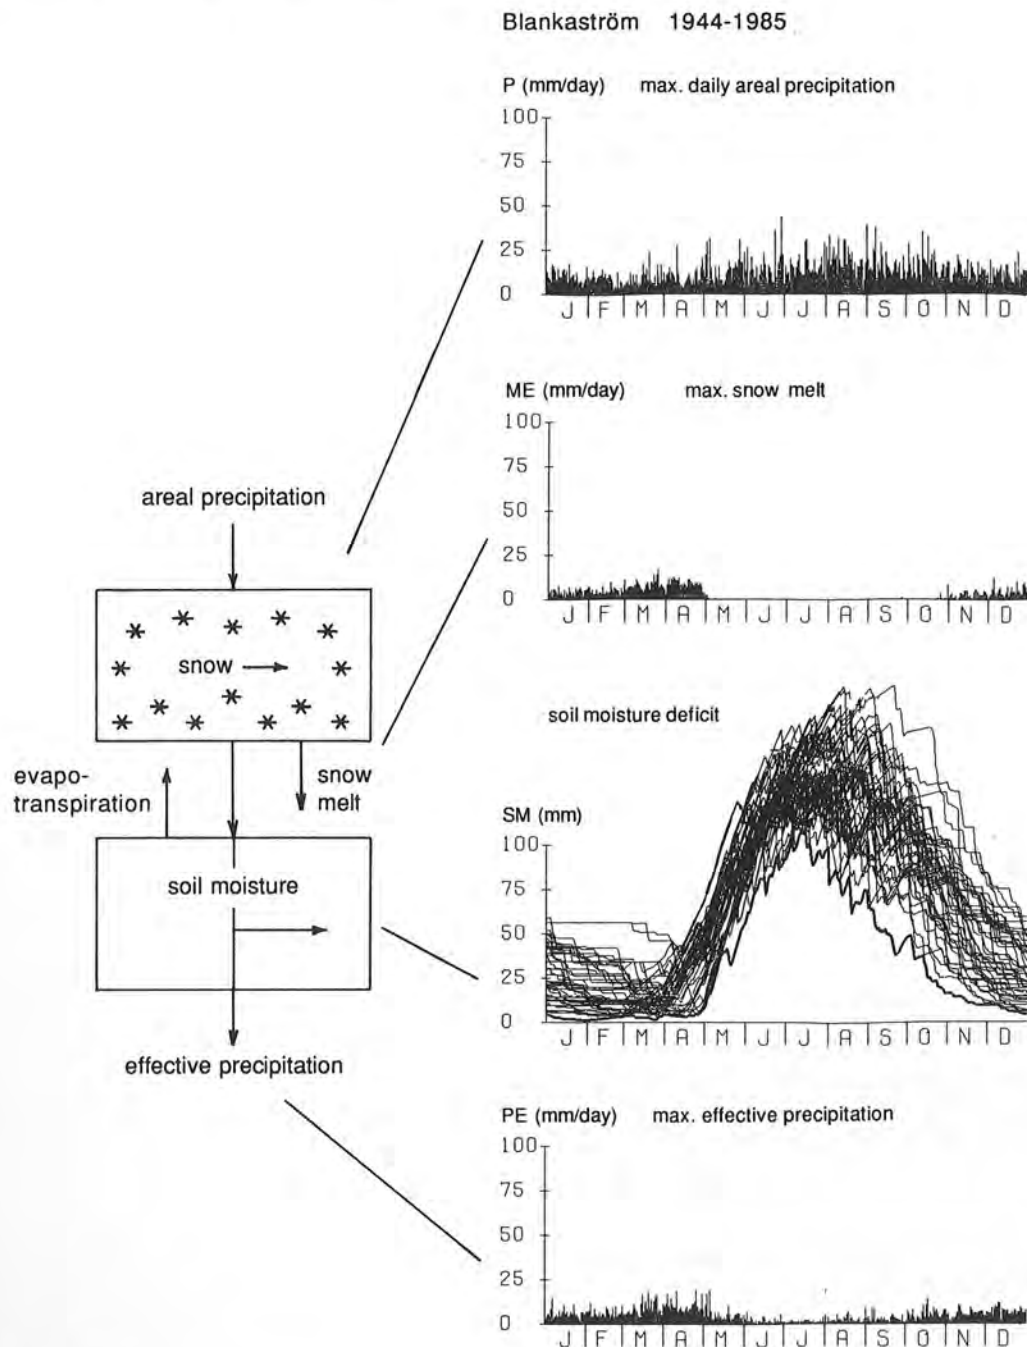 Blankaström 1944-1985
P (mm/day) max. daily areal precipitation
100
75
50
25
0
J F M A M J J A S O N D
ME (mm/day) max. snow melt
100
75
50
25
0
J F M A M J J A S O N D
areal precipitation
snow
evapo-
transpiration
snow
melt
soil moisture
effective precipitation
soil moisture deficit
SM (mm)
100
75
50
25
0
J F M A M J J A S O N D
PE (mm/day) max. effective precipitation
100
75
50
25
0
J F M A M J J A S O N D